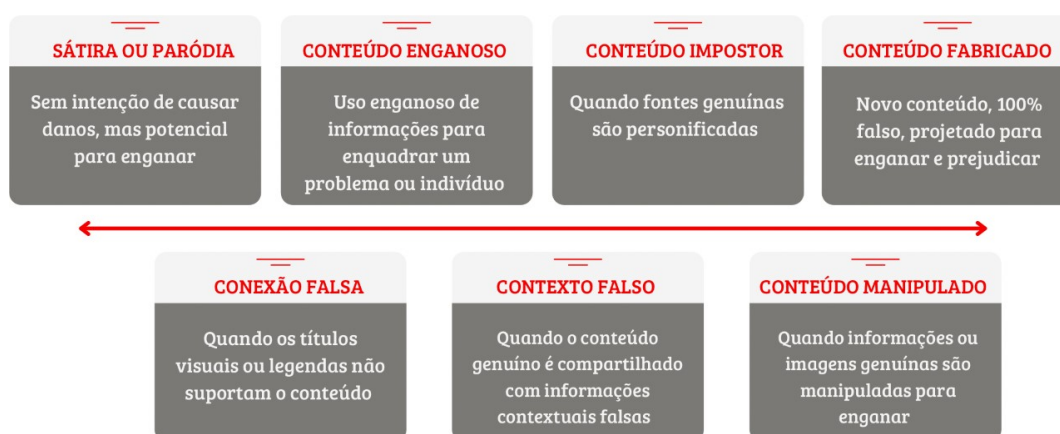 SÁTIRA OU PARÓDIA
Sem intenção de causar
danos, mas potencial
para enganar
CONTEÚDO ENGANOSO
Uso enganoso de
informações para
enquadrar um
problema ou indivíduo
CONTEÚDO IMPOSTOR
Quando fontes genuínas
são personificadas
CONTEÚDO FABRICADO
Novo conteúdo, 100%
falso, projetado para
enganar e prejudicar
CONEXÃO FALSA
Quando os títulos
visuais ou legendas não
suportam o conteúdo
CONTEXTO FALSO
Quando o conteúdo
genuíno é compartilhado
com informações
contextuais falsas
CONTEÚDO MANIPULADO
Quando informações ou
imagens genuínas são
manipuladas para
enganar